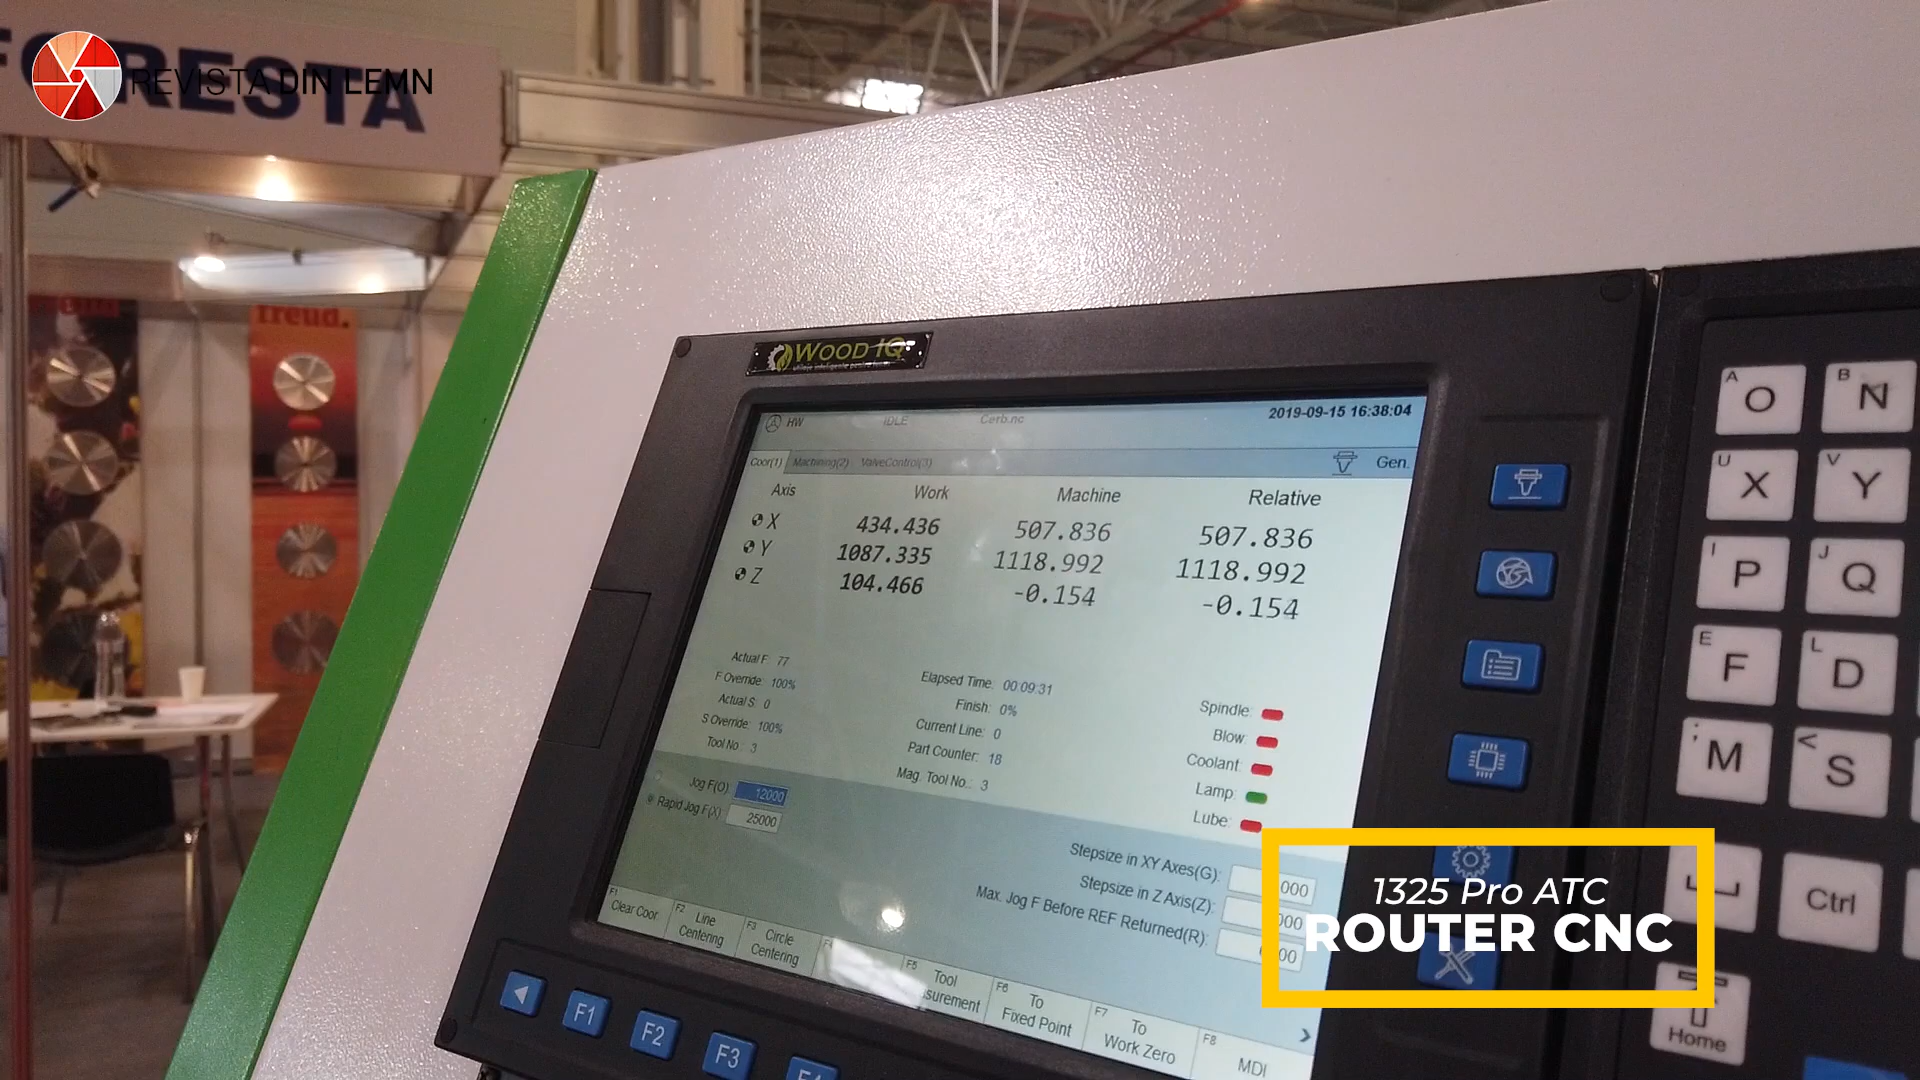 FORESTA
REVISTA DIN LEMN
freud.
WOOD IQ
HW IDLE Cerb.nc 2019-09-15 16:38:04
Coor(1) Machining(2) ValveControl(3) Gen.
Axis Work Machine Relative
X 434.436 507.836 507.836
Y 1087.335 1118.992 1118.992
Z 104.466 -0.154 -0.154
Actual F: 77
F Override: 100%
Actual S: 0
S Override: 100%
Tool No.: 3
Elapsed Time: 00:09:31
Finish: 0%
Current Line: 0
Part Counter: 18
Mag. Tool No.: 3
Spindle:
Blow:
Coolant:
Lamp:
Lube:
Jog F(O) 12000
Rapid Jog F(X) 25000
Stepsize in XY Axes(G):
Stepsize in Z Axis(Z):
Max. Jog F Before REF Returned(R):
F1 Clear Coor.
F2 Line
Centering
F3 Circle
Centering
F5 Tool
F6 To
Fixed Point
F7 To
Work Zero
F8 MDI
F1 F2 F3
A O B N
U X V Y
I P J Q
E F L D
; M < S
Ctrl
Home
1325 Pro ATC
ROUTER CNC